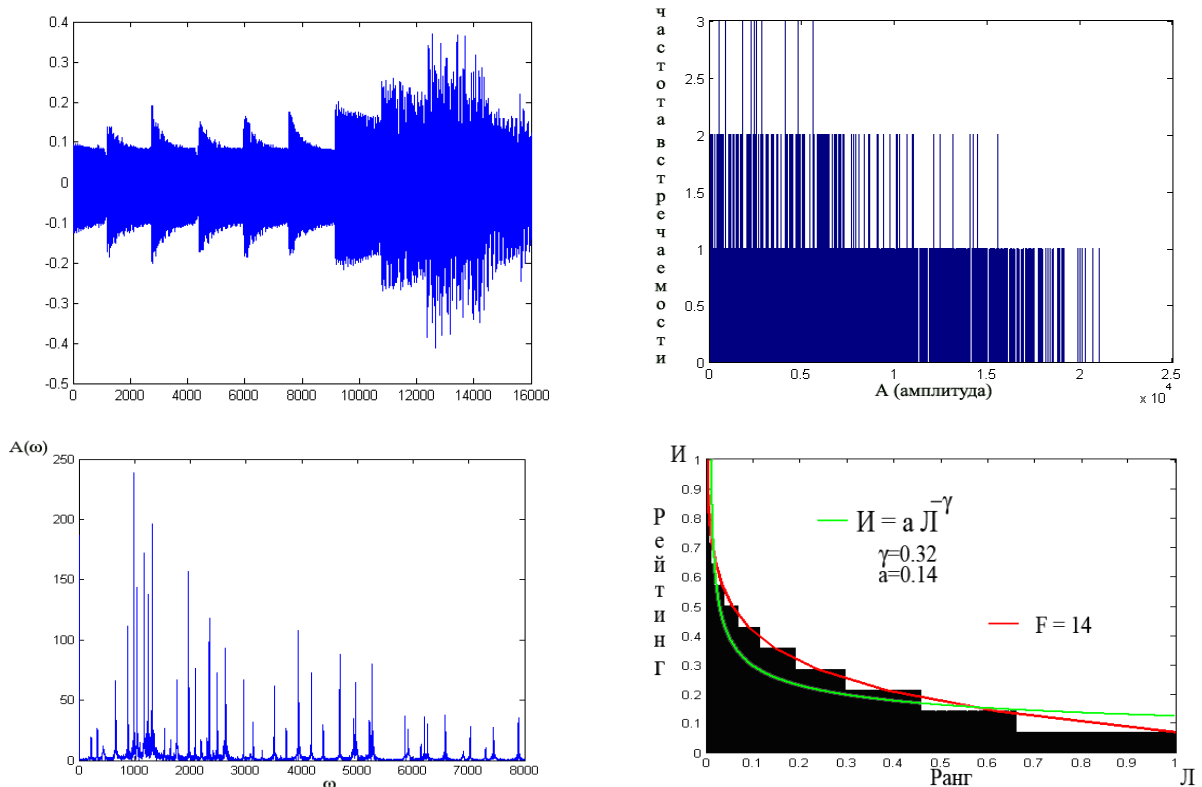 0.4
0.3
0.2
0.1
0
-0.1
-0.2
-0.3
-0.4
-0.5
0 2000 4000 6000 8000 10000 12000 14000 16000
частота встречаемости
3
2.5
2
1.5
1
0.5
0
0 0.5 1 1.5 2 2.5
А (амплитуда)
x 10⁴
A(ω)
250
200
150
100
50
0
0 1000 2000 3000 4000 5000 6000 7000 8000
ω
И
Рейтинг
1
0.9
0.8
0.7
0.6
0.5
0.4
0.3
0.2
0.1
0
И = а Л^−γ
γ=0.32
a=0.14
F = 14
0 0.1 0.2 0.3 0.4 0.5 0.6 0.7 0.8 0.9 1
Ранг
Л